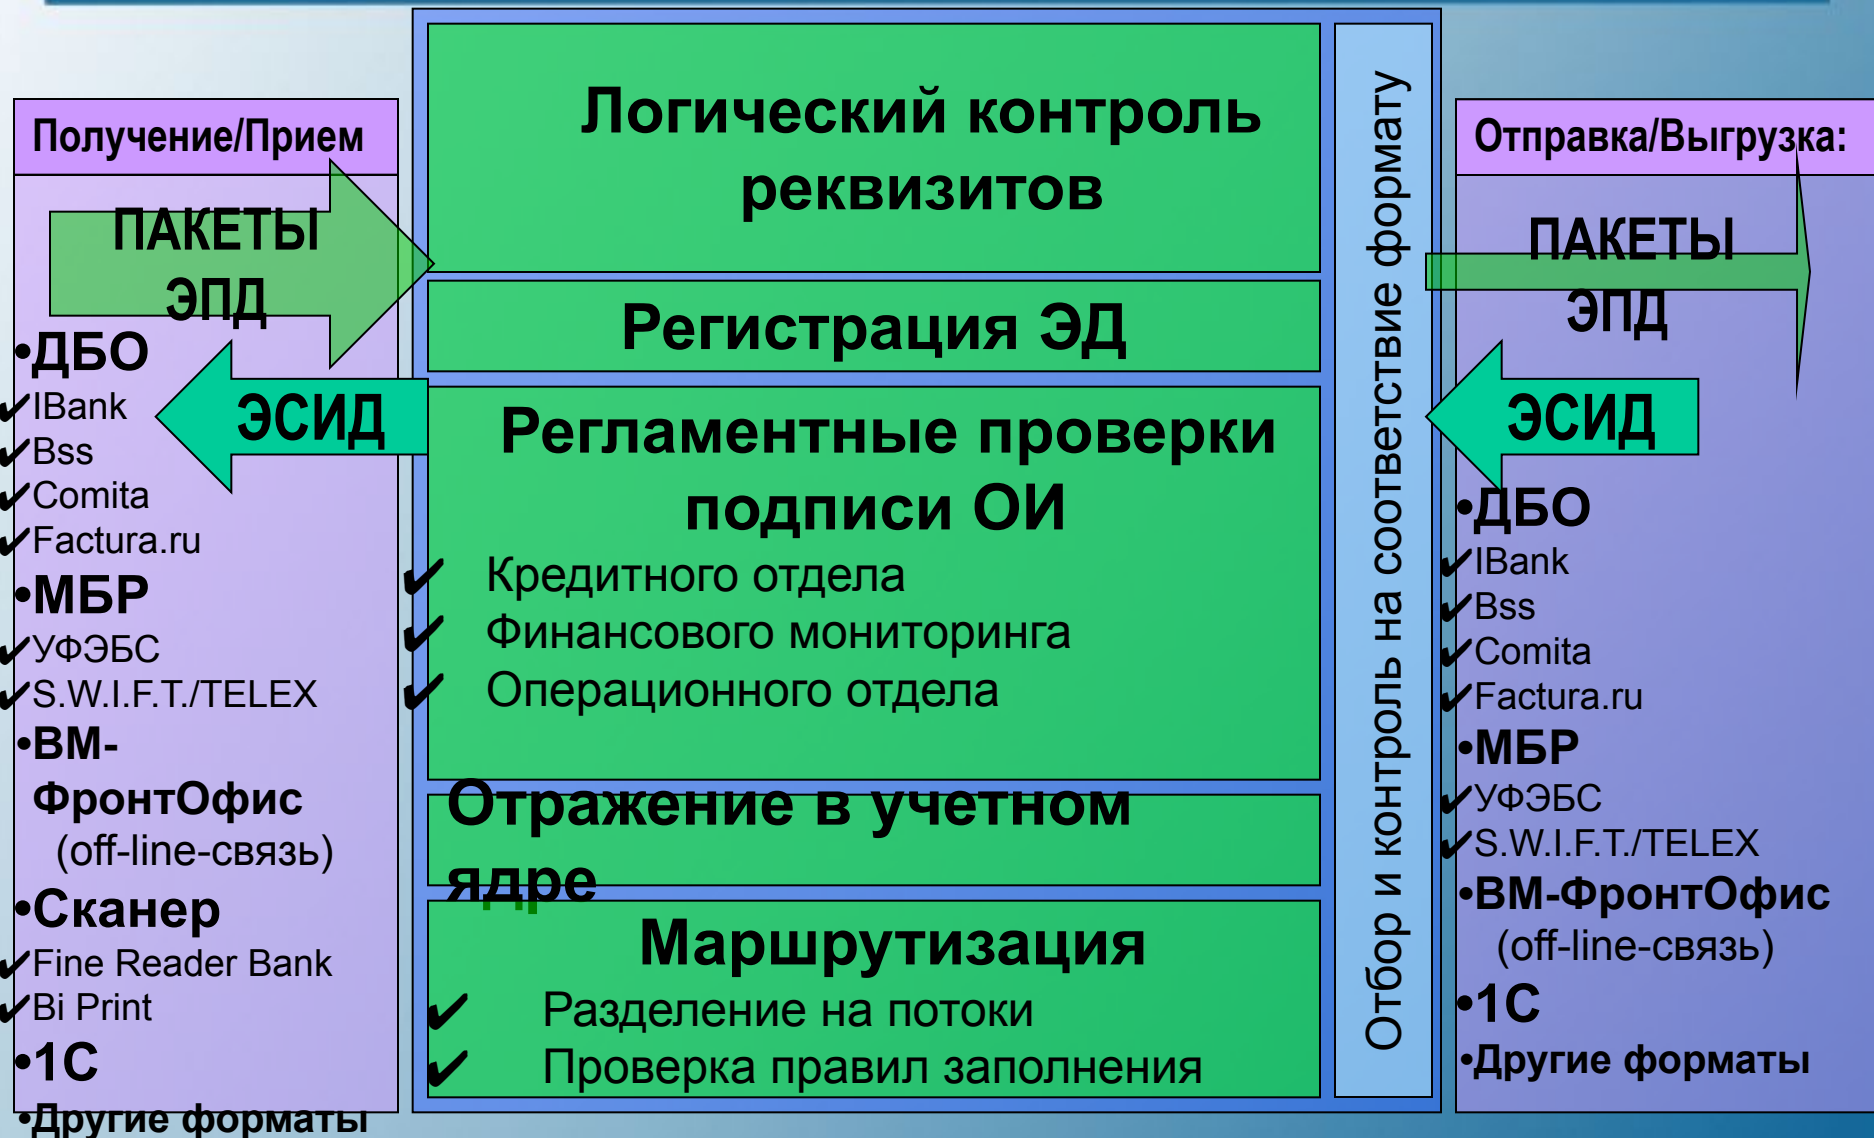 Получение/Прием
ПАКЕТЫ
ЭПД
•ДБО
✔IBank
✔Bss
✔Comita
✔Factura.ru
•МБР
✔УФЭБС
✔S.W.I.F.T./TELEX
•ВМ-
ФронтОфис
(off-line-связь)
•Сканер
✔Fine Reader Bank
✔Bi Print
•1С
•Другие форматы
ЭСИД
Логический контроль
реквизитов
Регистрация ЭД
Регламентные проверки
подписи ОИ
✔ Кредитного отдела
✔ Финансового мониторинга
✔ Операционного отдела
Отражение в учетном
ядре
Маршрутизация
✔ Разделение на потоки
✔ Проверка правил заполнения
Отбор и контроль на соответствие формату
Отправка/Выгрузка:
ПАКЕТЫ
ЭПД
ЭСИД
•ДБО
✔IBank
✔Bss
✔Comita
✔Factura.ru
•МБР
✔УФЭБС
✔S.W.I.F.T./TELEX
•ВМ-ФронтОфис
(off-line-связь)
•1С
•Другие форматы